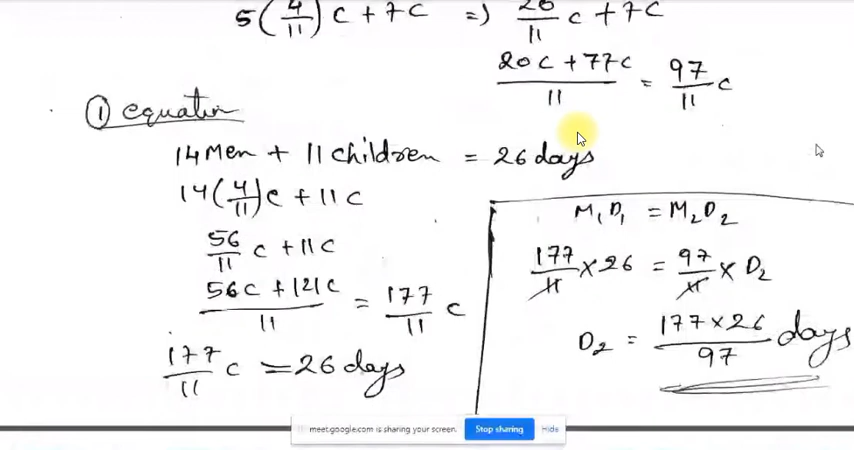 5(4/11)C + 7C => 20/11 C + 7C
20C + 77C / 11 = 97/11 C
① equation
14 Men + 11 children = 26 days
14(4/11)C + 11C
56/11 C + 11C
56C + 121C / 11 = 177/11 C
177/11 C = 26 days
M₁D₁ = M₂D₂
177/11 × 26 = 97/11 × D₂
D₂ = 177 × 26 / 97 days
meet.google.com is sharing your screen. Stop sharing Hide